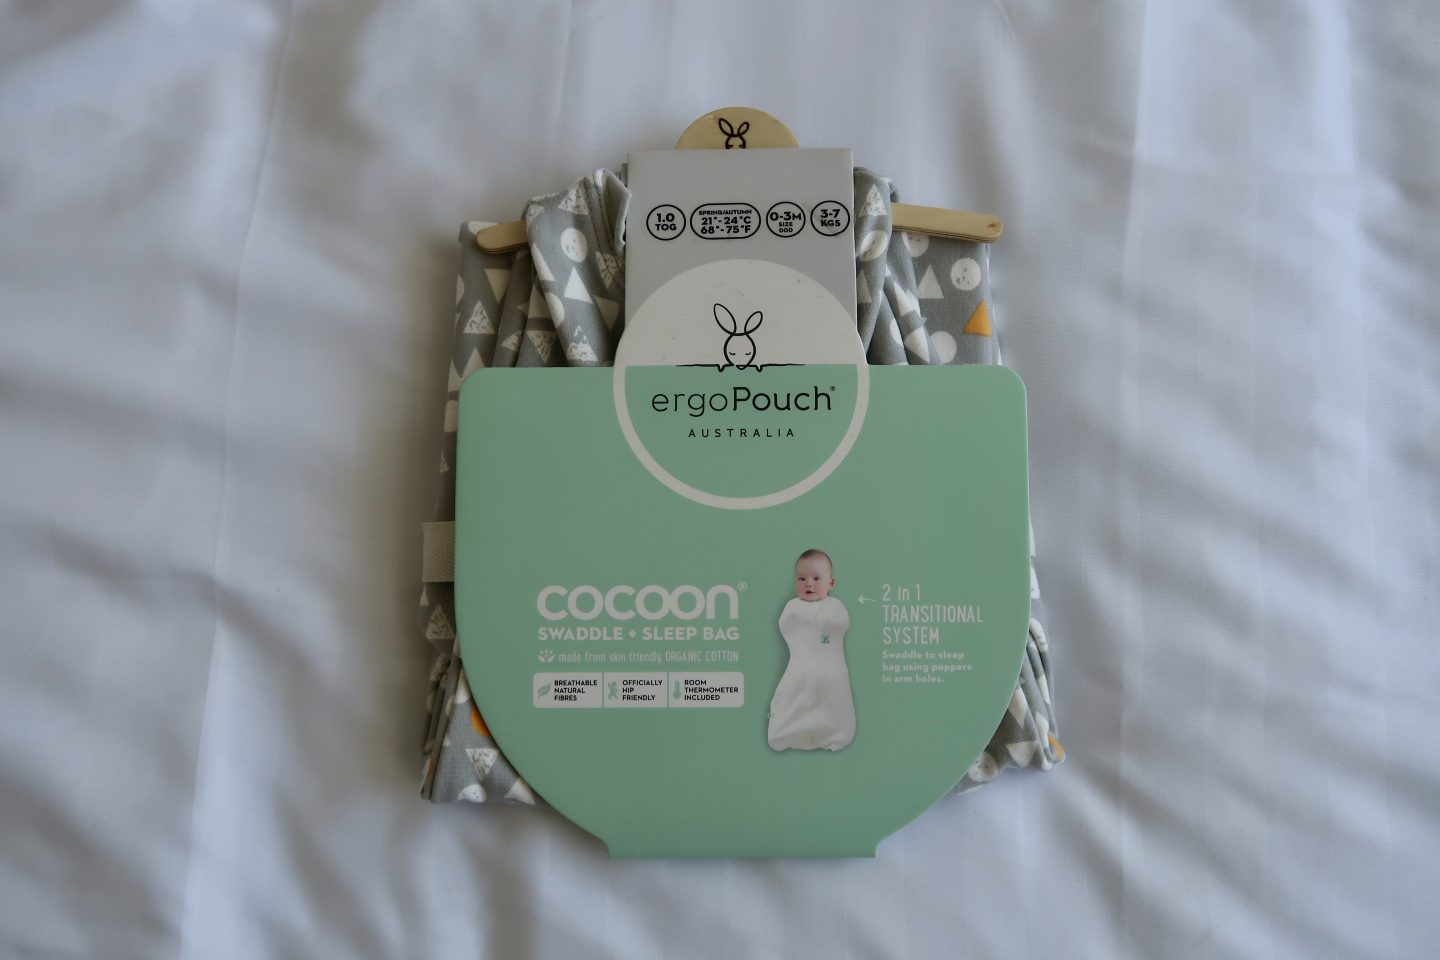 1.0
TOG
SPRING/AUTUMN
21°-24°C
68°-75°F
0-3M
SIZE
000
3-7
KGS
ergoPouch®
AUSTRALIA
cocoon®
SWADDLE + SLEEP BAG
made from skin friendly ORGANIC COTTON
BREATHABLE
NATURAL
FIBRES
OFFICIALLY
HIP
FRIENDLY
ROOM
THERMOMETER
INCLUDED
2 in 1
TRANSITIONAL
SYSTEM
Swaddle to sleep
bag using poppers
in arm holes.